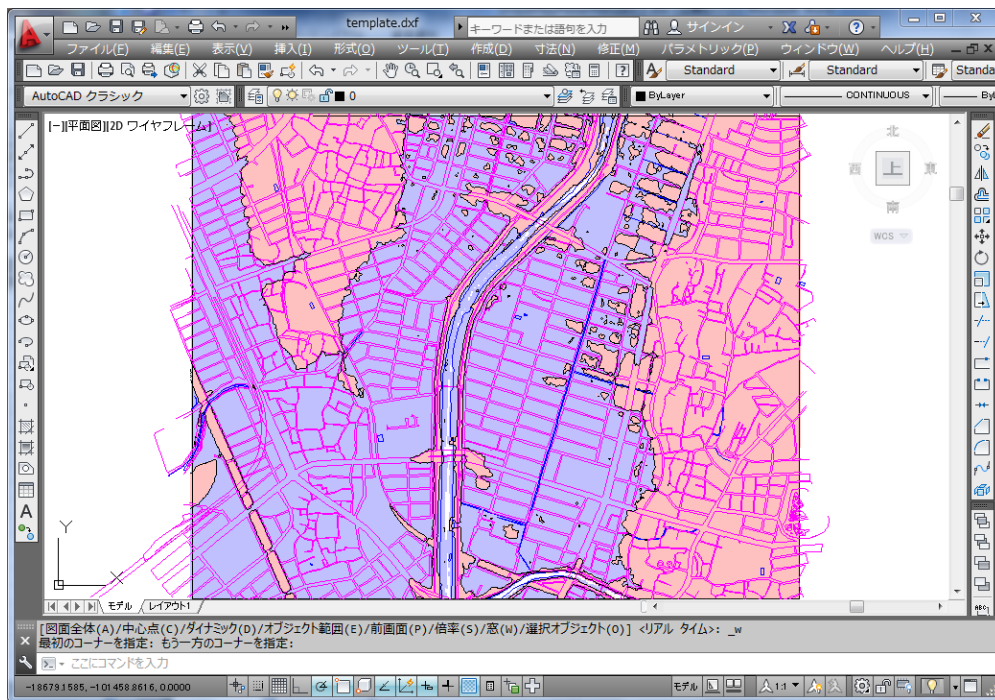 template.dxf
キーワードまたは語句を入力
サインイン
ファイル(F) 編集(E) 表示(V) 挿入(I) 形式(O) ツール(T) 作成(D) 寸法(N) 修正(M) パラメトリック(P) ウィンドウ(W) ヘルプ(H)
Standard Standard Standa
AutoCAD クラシック 0 ByLayer CONTINUOUS ByL
[-][平面図][2D ワイヤフレーム]
北
西 上 東
南
WCS
A
Y
X
モデル レイアウト1
ABC
[図面全体(A)/中心点(C)/ダイナミック(D)/オブジェクト範囲(E)/前画面(P)/倍率(S)/窓(W)/選択オブジェクト(O)] <リアル タイム>: _w
最初のコーナーを指定: もう一方のコーナーを指定:
ここにコマンドを入力
-18679.1585, -101458.8616, 0.0000 モデル 1:1